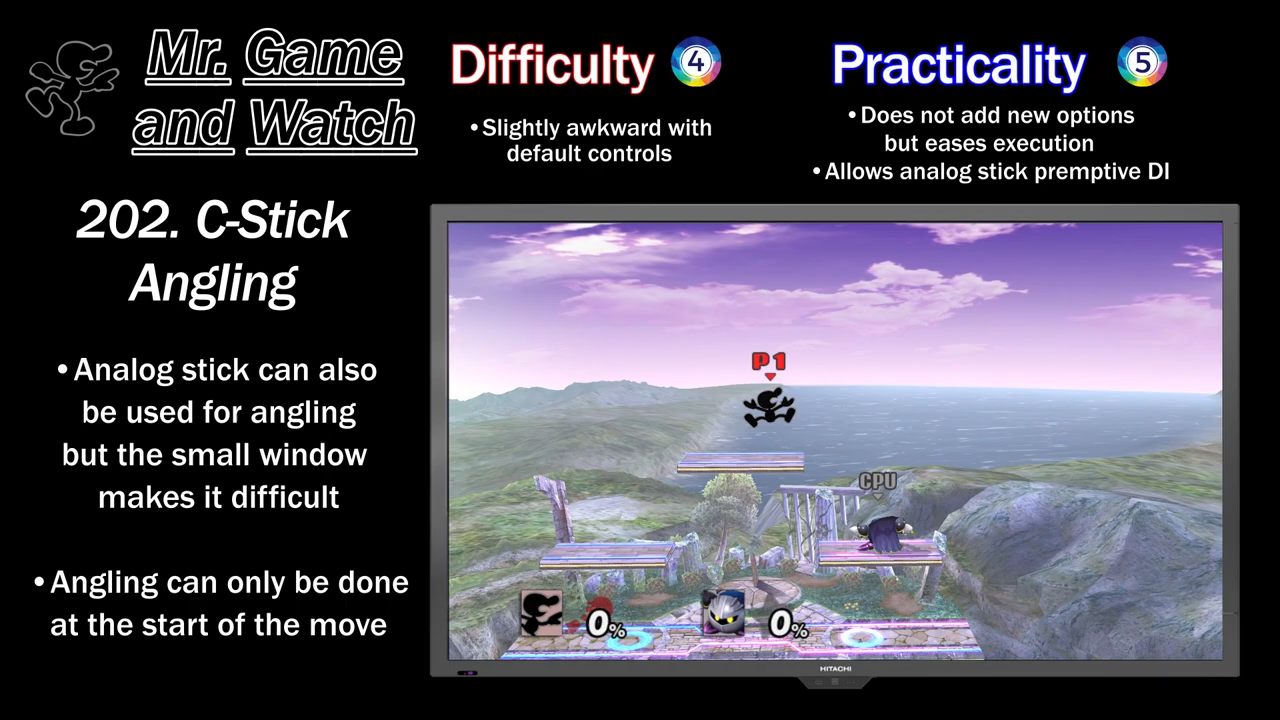 Mr. Game
and Watch
Difficulty 4
•Slightly awkward with
default controls
Practicality 5
•Does not add new options
but eases execution
•Allows analog stick premptive DI
202. C-Stick
Angling
•Analog stick can also
be used for angling
but the small window
makes it difficult
•Angling can only be done
at the start of the move
P1
CPU
0%
0%
HITACHI